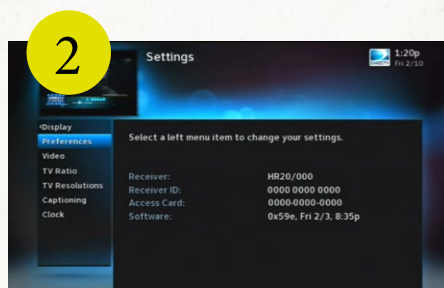 2
Settings
1:20p
Fri 2/10
Display
Preferences
Video
TV Ratio
TV Resolutions
Captioning
Clock
Select a left menu item to change your settings.
Receiver: HR20/000
Receiver ID: 0000 0000 0000
Access Card: 0000-0000-0000
Software: 0x59e, Fri 2/3, 8:35p